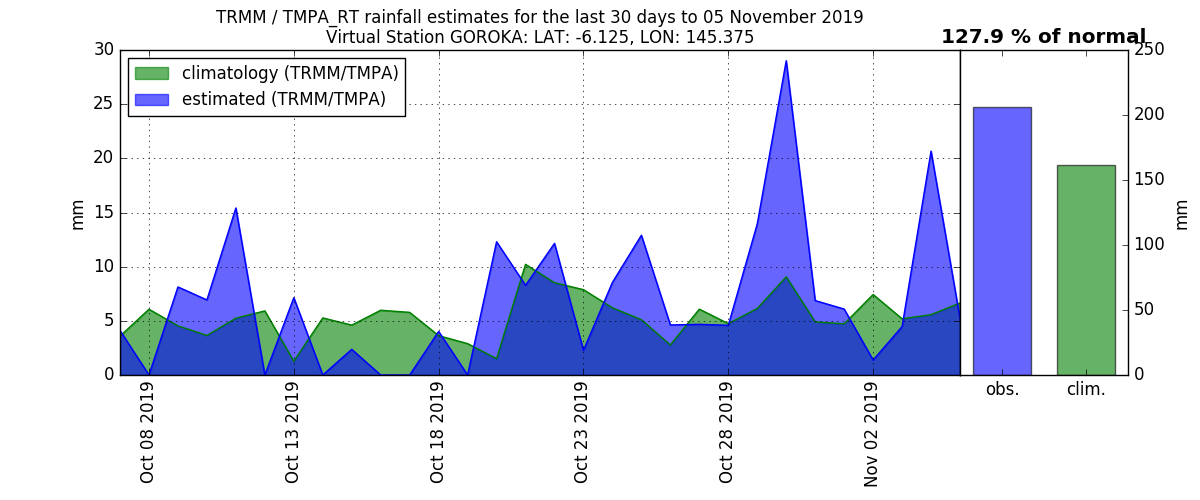 TRMM / TMPA_RT rainfall estimates for the last 30 days to 05 November 2019
Virtual Station GOROKA: LAT: -6.125, LON: 145.375
127.9 % of normal
climatology (TRMM/TMPA)
estimated (TRMM/TMPA)
30
25
20
15
10
5
0
mm
Oct 08 2019
Oct 13 2019
Oct 18 2019
Oct 23 2019
Oct 28 2019
Nov 02 2019
obs.
clim.
250
200
150
100
50
0
mm